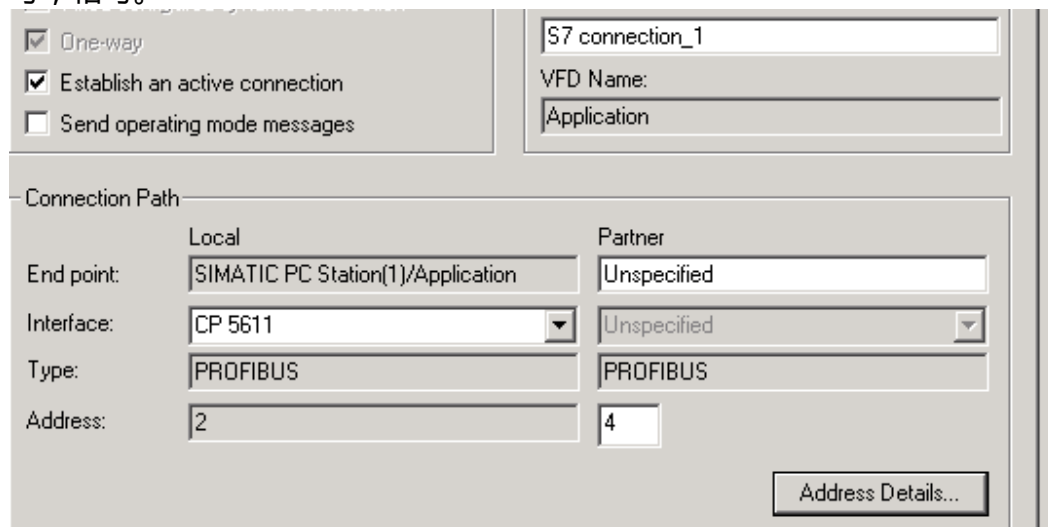 One-way
Establish an active connection
Send operating mode messages
S7 connection_1
VFD Name:
Application
Connection Path
Local Partner
End point: SIMATIC PC Station(1)/Application Unspecified
Interface: CP 5611 Unspecified
Type: PROFIBUS PROFIBUS
Address: 2 4
Address Details...